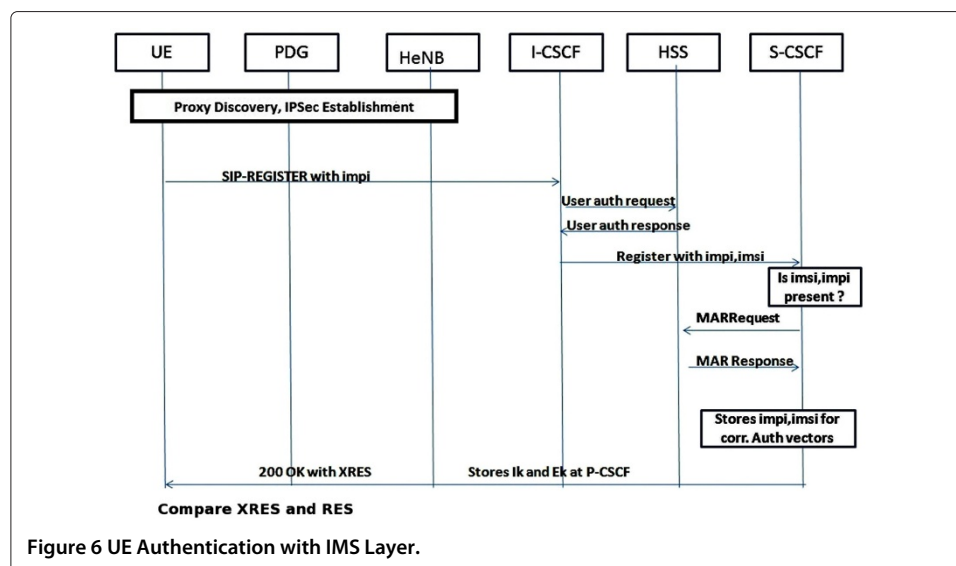 UE PDG HeNB I-CSCF HSS S-CSCF
Proxy Discovery, IPSec Establishment
SIP-REGISTER with impi
User auth request
User auth response
Register with impi,imsi
Is imsi,impi
present ?
MARRequest
MAR Response
Stores impi,imsi for
corr. Auth vectors
200 OK with XRES Stores Ik and Ek at P-CSCF
Compare XRES and RES
Figure 6 UE Authentication with IMS Layer.